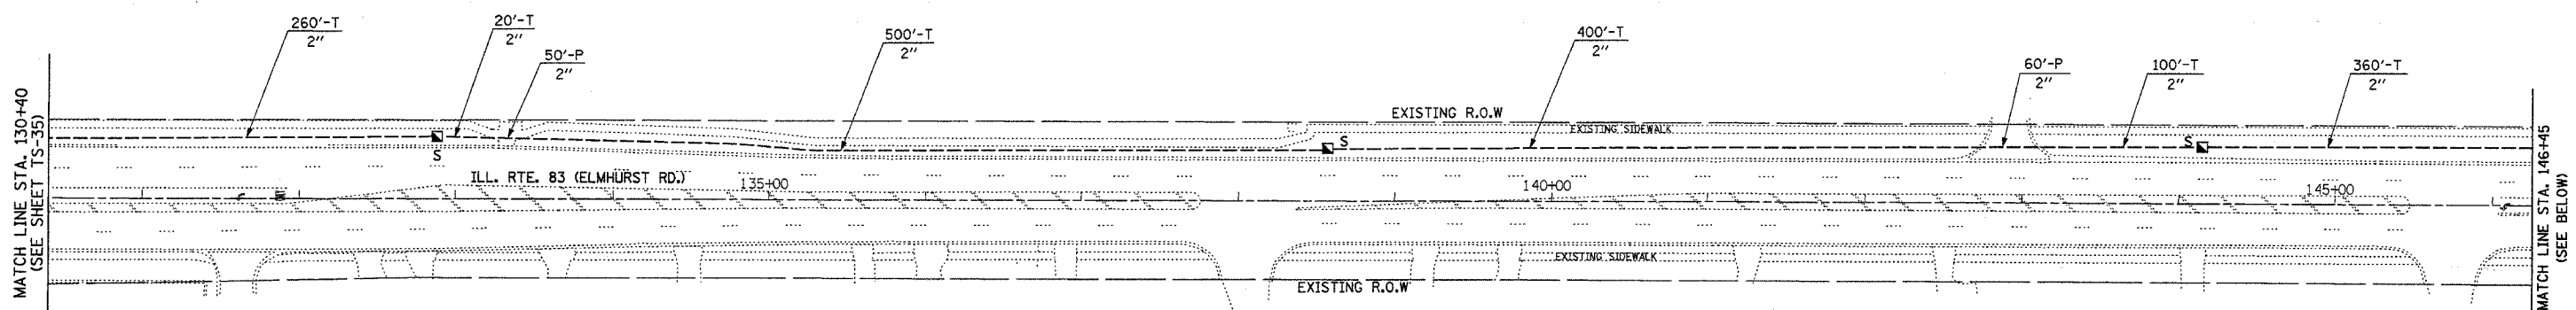 260'-T
2"
20'-T
2"
50'-P
2"
500'-T
2"
400'-T
2"
60'-P
2"
100'-T
2"
360'-T
2"
MATCH LINE STA. 130+40
(SEE SHEET TS-35)
EXISTING R.O.W
EXISTING SIDEWALK
S
S
S
ILL. RTE. 83 (ELMHURST RD.)
135+00
140+00
145+00
EXISTING SIDEWALK
EXISTING R.O.W
MATCH LINE STA. 146+45
(SEE BELOW)